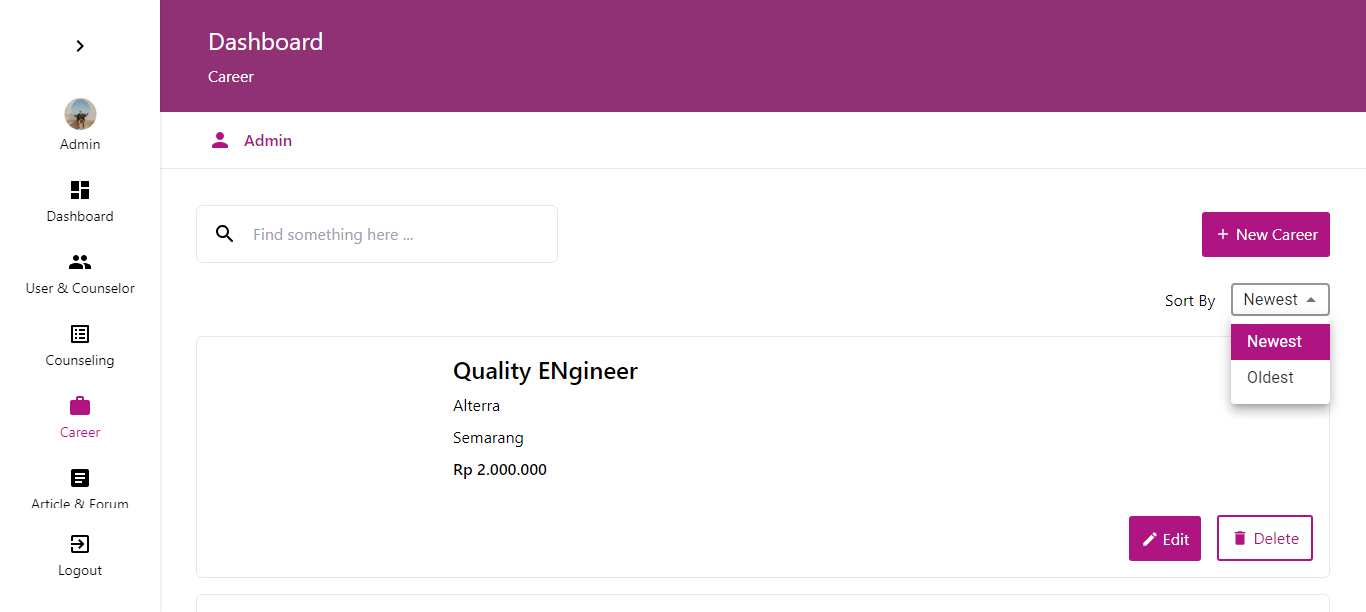 Admin
Dashboard
User & Counselor
Counseling
Career
Article & Forum
Logout
Dashboard
Career
Admin
Find something here ...
+ New Career
Sort By Newest
Newest
Oldest
Quality ENgineer
Alterra
Semarang
Rp 2.000.000
Edit Delete